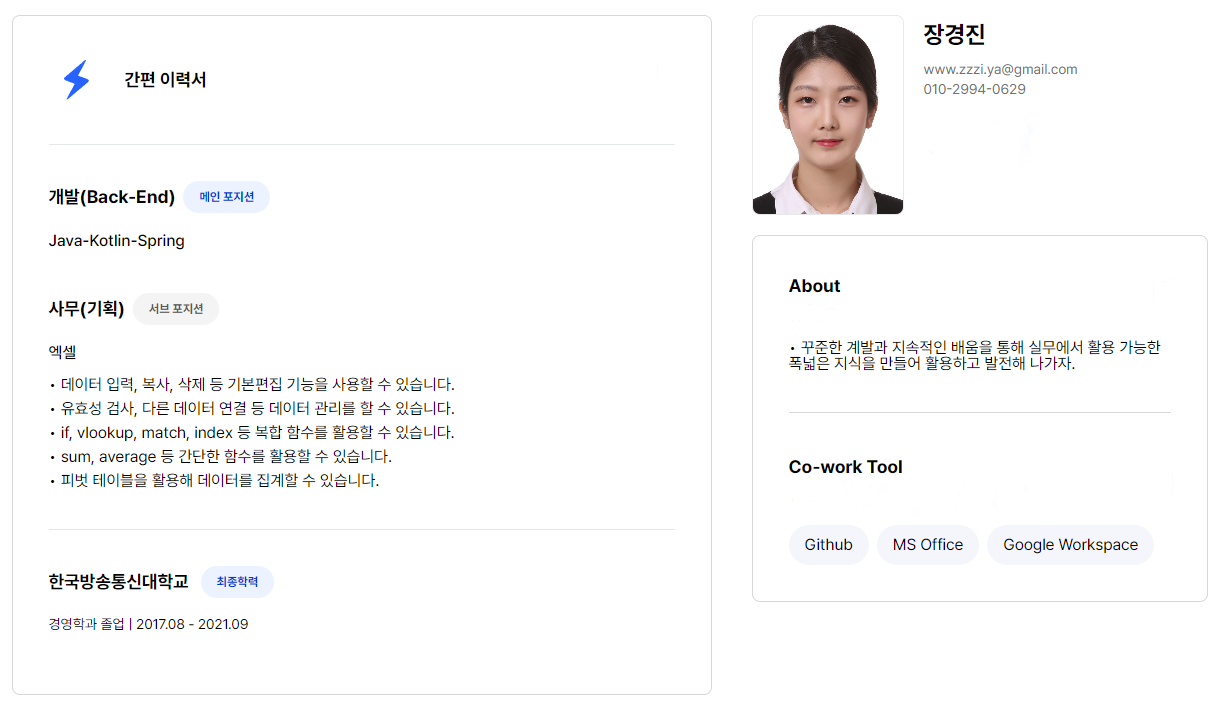 간편 이력서
개발(Back-End) 메인 포지션
Java-Kotlin-Spring
사무(기획) 서브 포지션
엑셀
• 데이터 입력, 복사, 삭제 등 기본편집 기능을 사용할 수 있습니다.
• 유효성 검사, 다른 데이터 연결 등 데이터 관리를 할 수 있습니다.
• if, vlookup, match, index 등 복합 함수를 활용할 수 있습니다.
• sum, average 등 간단한 함수를 활용할 수 있습니다.
• 피벗 테이블을 활용해 데이터를 집계할 수 있습니다.
한국방송통신대학교 최종학력
경영학과 졸업 | 2017.08 - 2021.09
장경진
www.zzzi.ya@gmail.com
010-2994-0629
About
• 꾸준한 계발과 지속적인 배움을 통해 실무에서 활용 가능한
폭넓은 지식을 만들어 활용하고 발전해 나가자.
Co-work Tool
Github MS Office Google Workspace